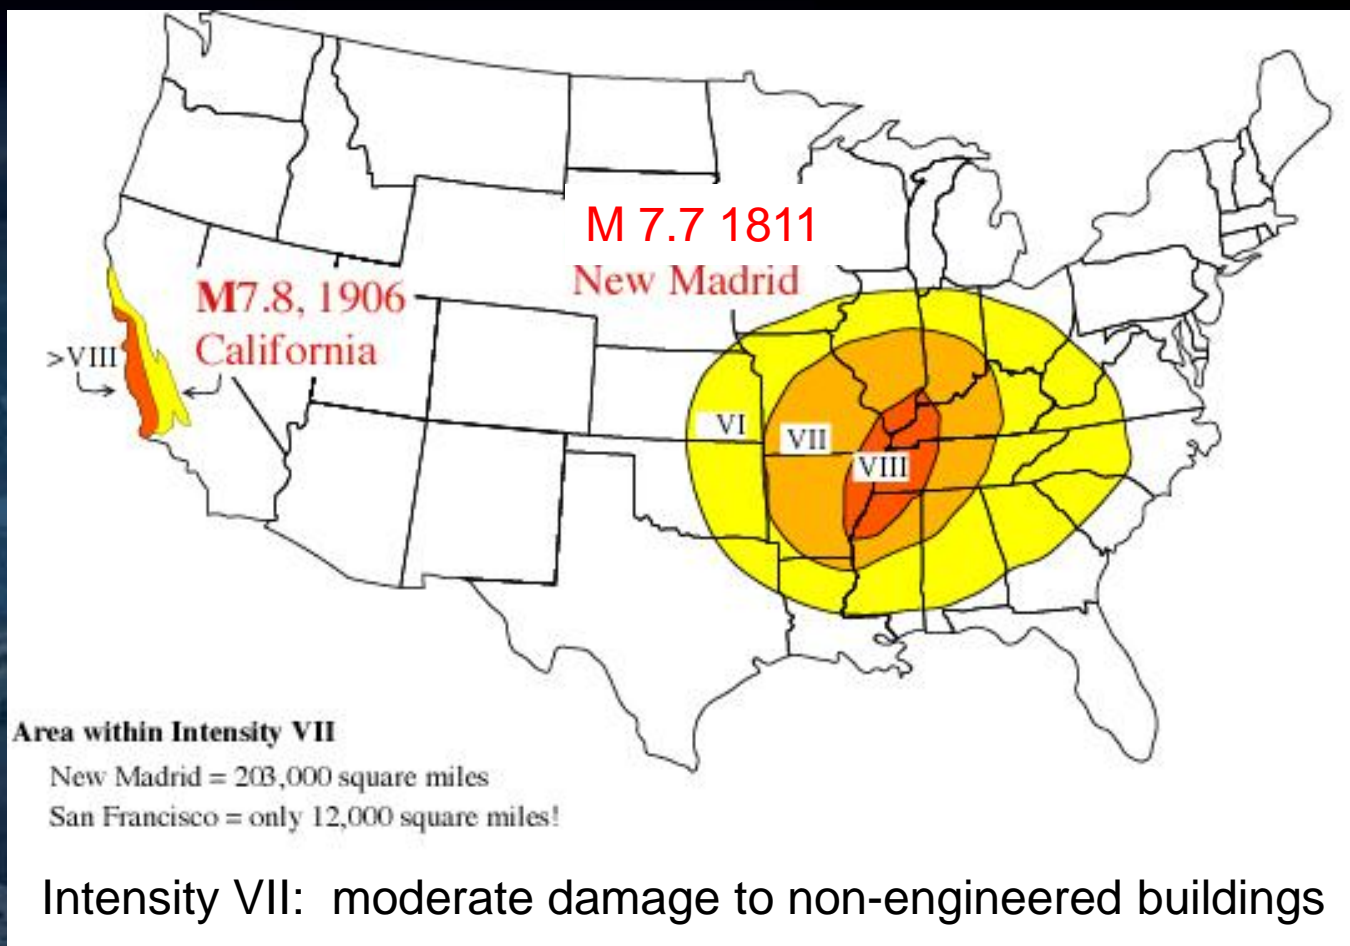 M 7.7 1811
New Madrid
M7.8, 1906
California
>VIII
VI
VII
VIII
Area within Intensity VII
New Madrid = 203,000 square miles
San Francisco = only 12,000 square miles!
Intensity VII:  moderate damage to non-engineered buildings